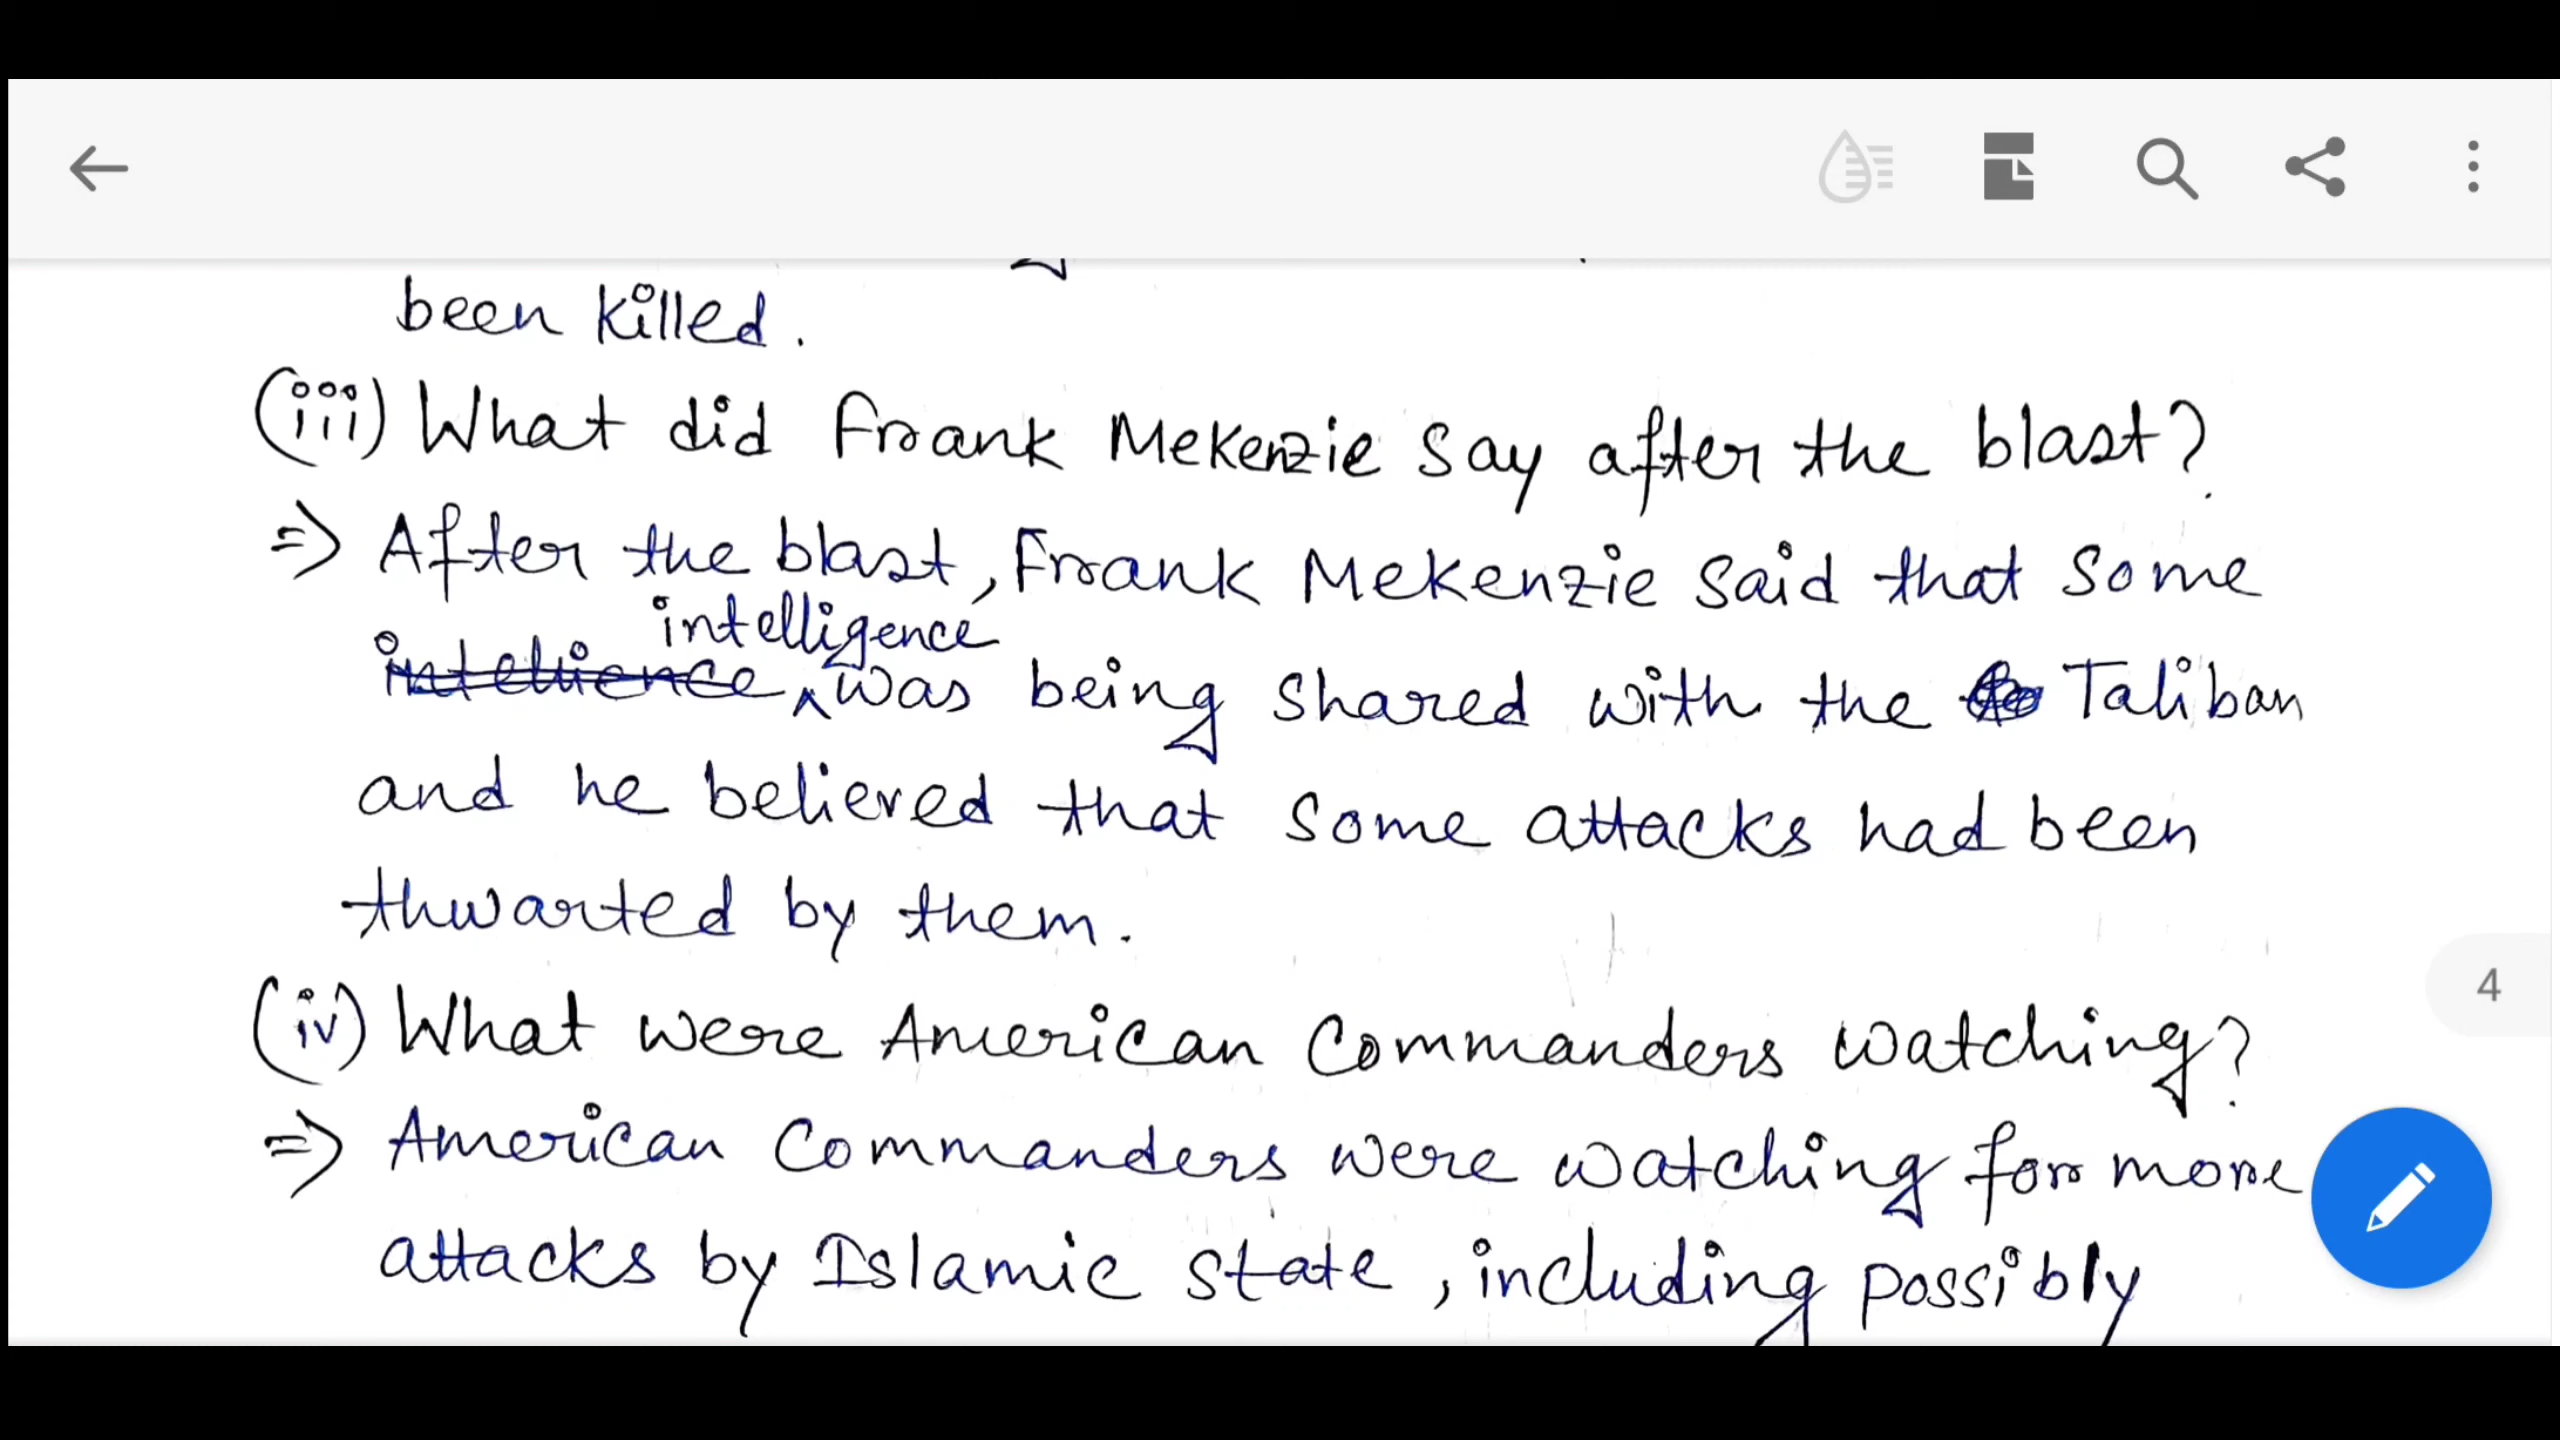 been killed.
(iii) What did Frank Mekenzie say after the blast?
=> After the blast, Frank Mekenzie said that some
intelligence
intellience ^ was being shared with the Taliban
and he believed that some attacks had been
thwarted by them.
(iv) What were American Commanders watching?
=> American Commanders were watching for more
attacks by Islamic state, including possibly
4